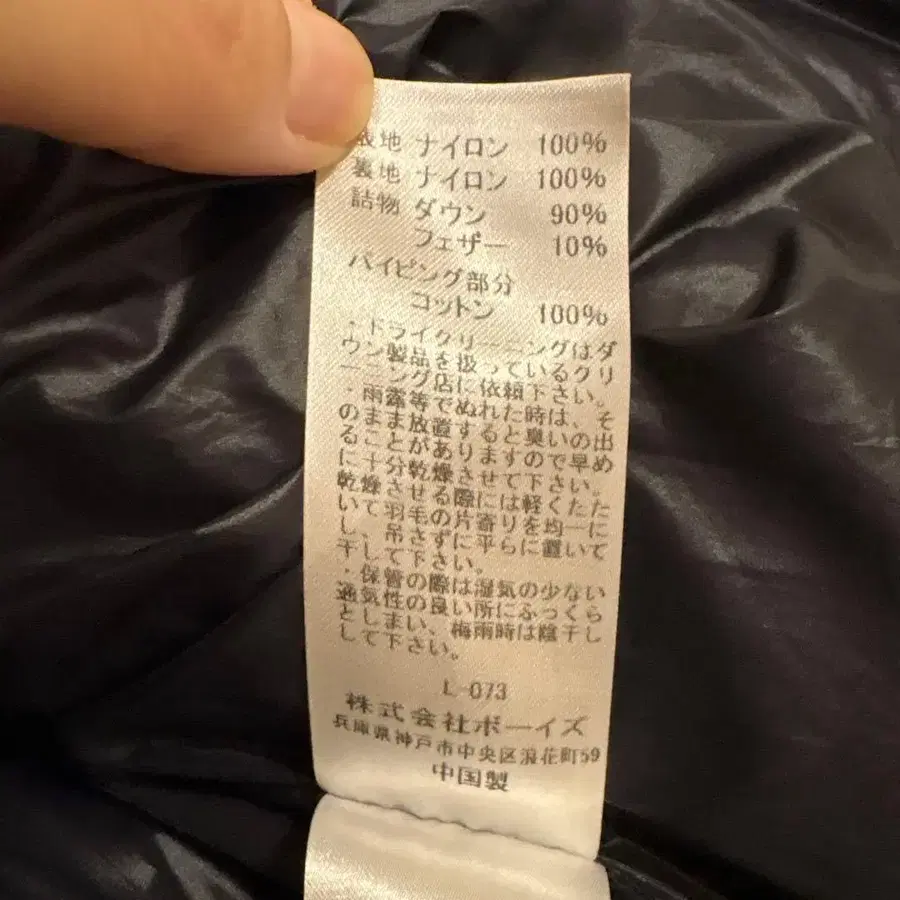 表地 ナイロン 100%
裏地 ナイロン 100%
詰物 ダウン 90%
フェザー 10%
パイピング部分
コットン 100%
・ドライクリーニングはダ
ウン製品を扱っているクリ
ーニング店に依頼下さい。
・雨露等でぬれた時は、そ
のまま放置すると臭いの出
ることがありますので早め
に十分乾燥させて下さい。
乾燥させる際には軽くたた
いて羽毛の片寄りを均一に
し、吊さずに平らに置いて
干して下さい。
・保管の際は湿気の少ない
通気性の良い所にふっくら
としまい、梅雨時は陰干し
して下さい。
L-073
株式会社ボーイズ
兵庫県神戸市中央区浪花町59
中国製